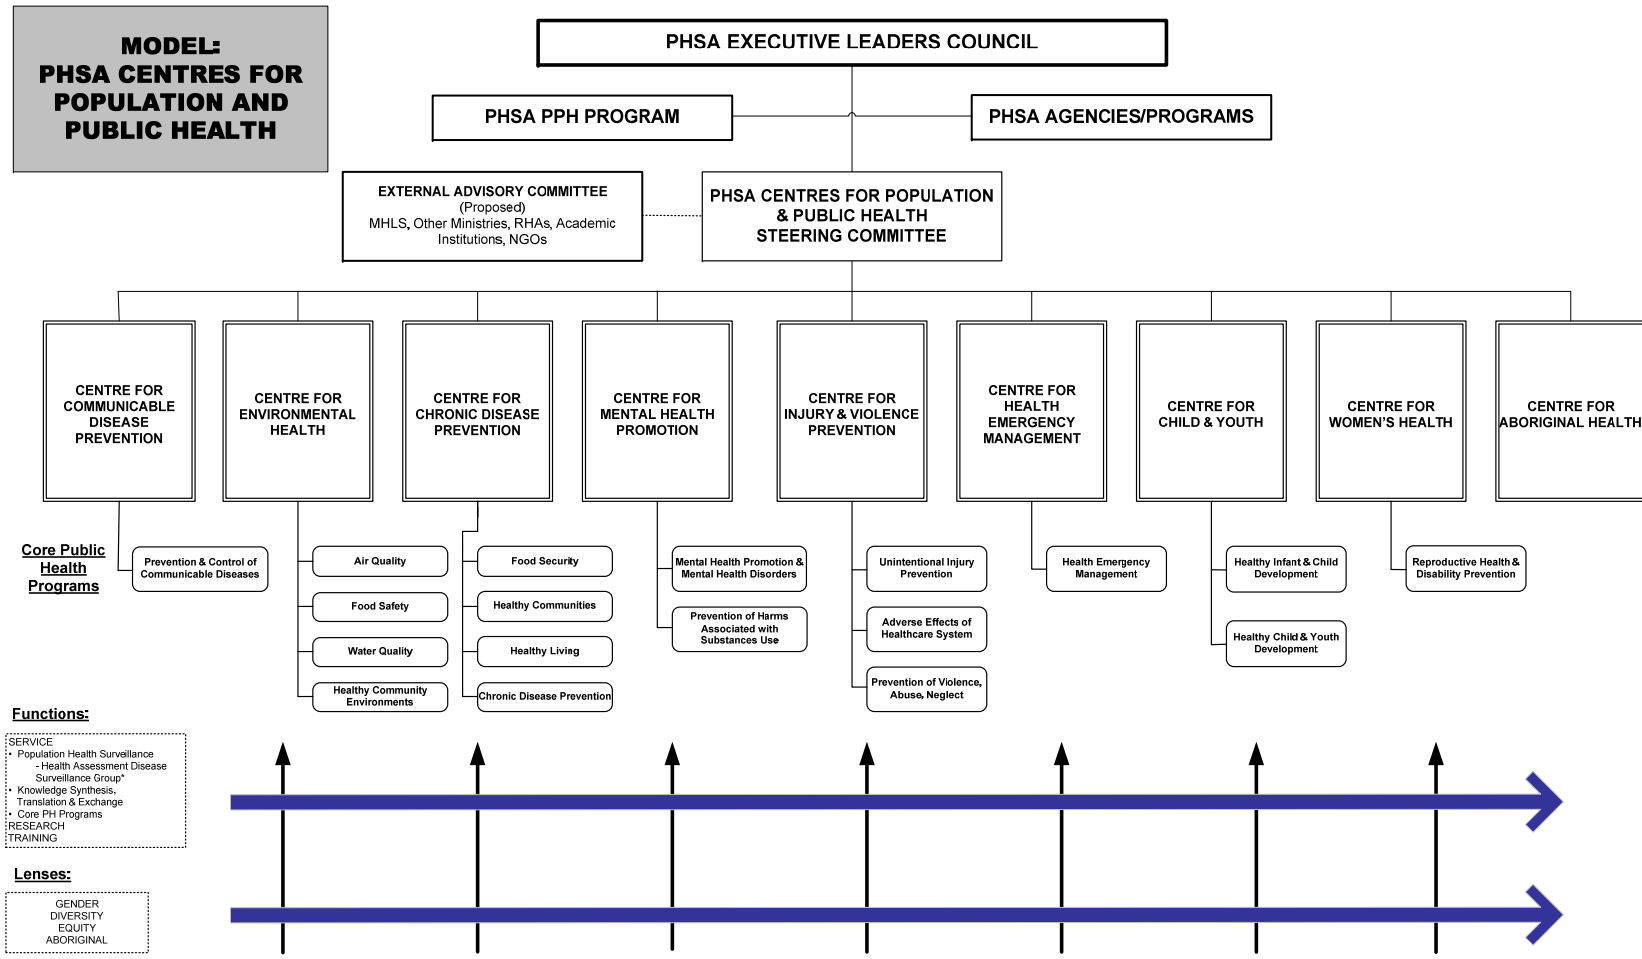 MODEL:
PHSA CENTRES FOR
POPULATION AND
PUBLIC HEALTH
PHSA EXECUTIVE LEADERS COUNCIL
PHSA PPH PROGRAM
PHSA AGENCIES/PROGRAMS
EXTERNAL ADVISORY COMMITTEE
(Proposed)
MHLS, Other Ministries, RHAs, Academic
Institutions, NGOs
PHSA CENTRES FOR POPULATION
& PUBLIC HEALTH
STEERING COMMITTEE
CENTRE FOR
COMMUNICABLE
DISEASE
PREVENTION
CENTRE FOR
ENVIRONMENTAL
HEALTH
CENTRE FOR
CHRONIC DISEASE
PREVENTION
CENTRE FOR
MENTAL HEALTH
PROMOTION
CENTRE FOR
INJURY & VIOLENCE
PREVENTION
CENTRE FOR
HEALTH
EMERGENCY
MANAGEMENT
CENTRE FOR
CHILD & YOUTH
CENTRE FOR
WOMEN'S HEALTH
CENTRE FOR
ABORIGINAL HEALTH
Core Public
Health
Programs
Prevention & Control of
Communicable Diseases
Air Quality
Food Safety
Water Quality
Healthy Community
Environments
Food Security
Healthy Communities
Healthy Living
Chronic Disease Prevention
Mental Health Promotion &
Mental Health Disorders
Prevention of Harms
Associated with
Substances Use
Unintentional Injury
Prevention
Adverse Effects of
Healthcare System
Prevention of Violence,
Abuse, Neglect
Health Emergency
Management
Healthy Infant & Child
Development
Healthy Child & Youth
Development
Reproductive Health &
Disability Prevention
Functions:
SERVICE
• Population Health Surveillance
- Health Assessment Disease
Surveillance Group*
• Knowledge Synthesis,
Translation & Exchange
• Core PH Programs
RESEARCH
TRAINING
Lenses:
GENDER
DIVERSITY
EQUITY
ABORIGINAL